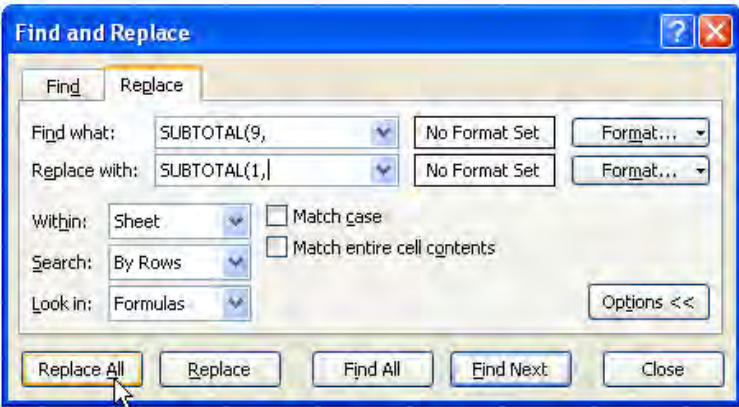 Find and Replace
Find Replace
Find what: SUBTOTAL(9, No Format Set Format...
Replace with: SUBTOTAL(1, No Format Set Format...
Within: Sheet Match case
Match entire cell contents
Search: By Rows
Look in: Formulas Options <<
Replace All Replace Find All Find Next Close